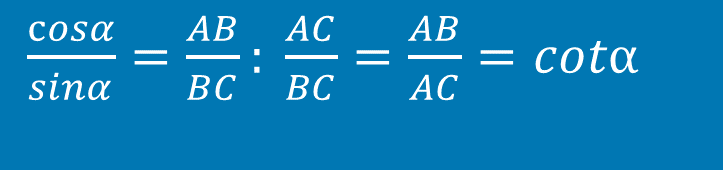 cosα/sinα = AB/BC : AC/BC = AB/AC = cotα